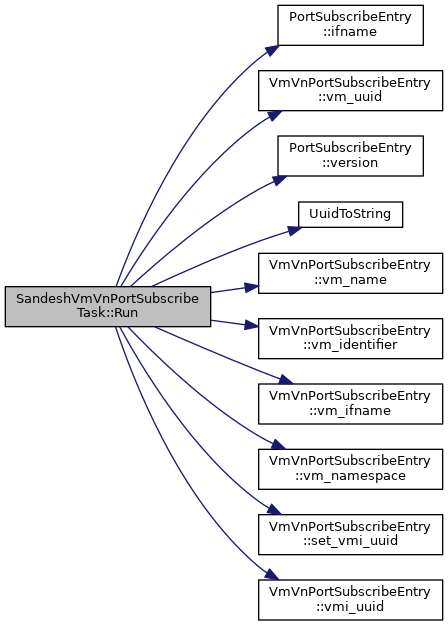 PortSubscribeEntry
::ifname
VmVnPortSubscribeEntry
::vm_uuid
PortSubscribeEntry
::version
UuidToString
VmVnPortSubscribeEntry
::vm_name
SandeshVmVnPortSubscribe
Task::Run
VmVnPortSubscribeEntry
::vm_identifier
VmVnPortSubscribeEntry
::vm_ifname
VmVnPortSubscribeEntry
::vm_namespace
VmVnPortSubscribeEntry
::set_vmi_uuid
VmVnPortSubscribeEntry
::vmi_uuid